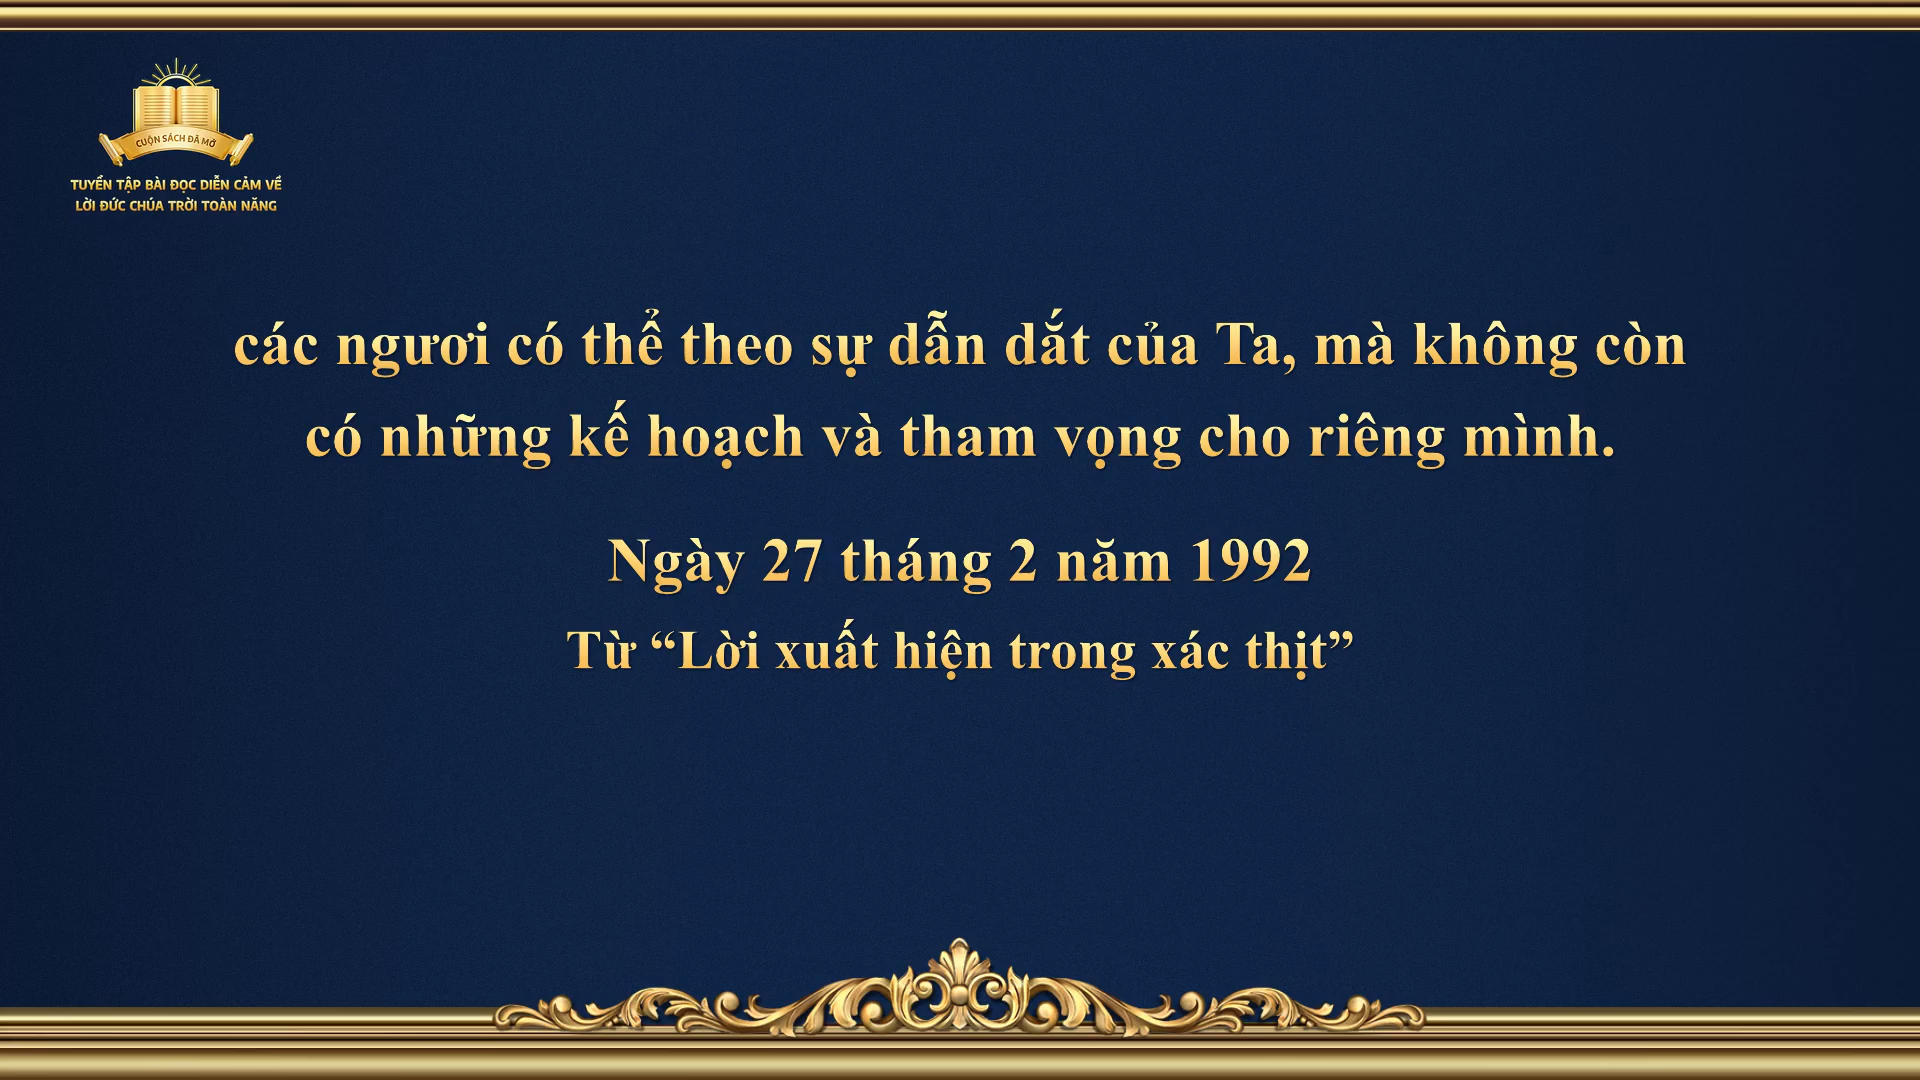 CUỘN SÁCH ĐÃ MỞ
TUYỂN TẬP BÀI ĐỌC DIỄN CẢM VỀ
LỜI ĐỨC CHÚA TRỜI TOÀN NĂNG
các ngươi có thể theo sự dẫn dắt của Ta, mà không còn
có những kế hoạch và tham vọng cho riêng mình.
Ngày 27 tháng 2 năm 1992
Từ “Lời xuất hiện trong xác thịt”